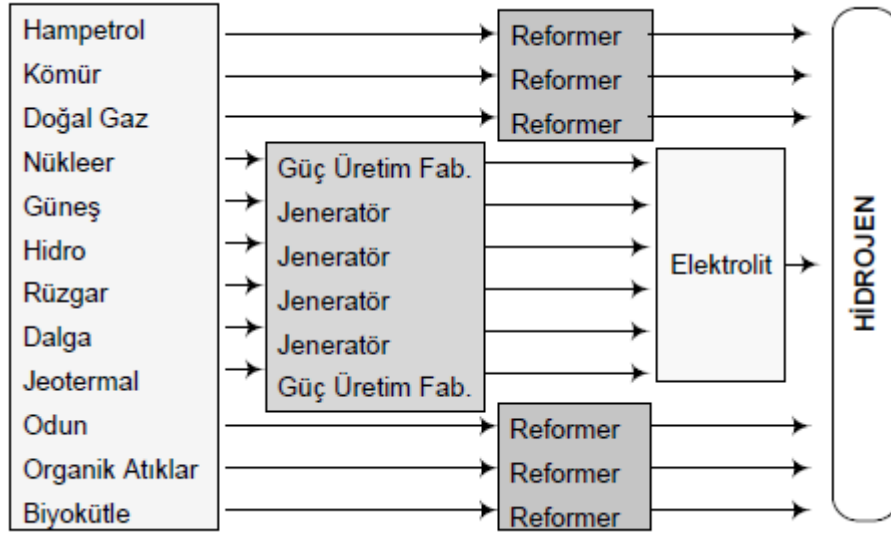 Hampetrol
Kömür
Doğal Gaz
Nükleer
Güneş
Hidro
Rüzgar
Dalga
Jeotermal
Odun
Organik Atıklar
Biyokütle
Güç Üretim Fab.
Jeneratör
Jeneratör
Jeneratör
Jeneratör
Güç Üretim Fab.
Reformer
Reformer
Reformer
Reformer
Reformer
Reformer
Elektrolit
HİDROJEN